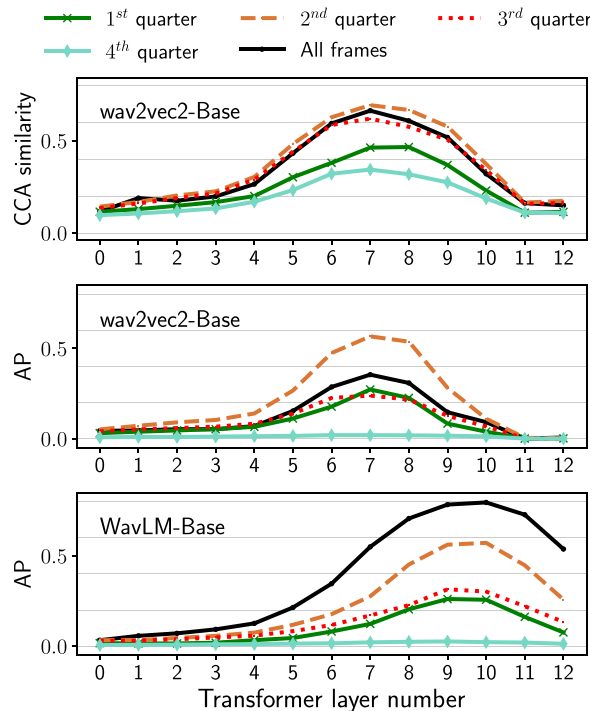 1st quarter 2nd quarter 3rd quarter
4th quarter All frames
CCA similarity
wav2vec2-Base
0.5
0.0
0 1 2 3 4 5 6 7 8 9 10 11 12
AP
wav2vec2-Base
0.5
0.0
0 1 2 3 4 5 6 7 8 9 10 11 12
AP
WavLM-Base
0.5
0.0
0 1 2 3 4 5 6 7 8 9 10 11 12
Transformer layer number